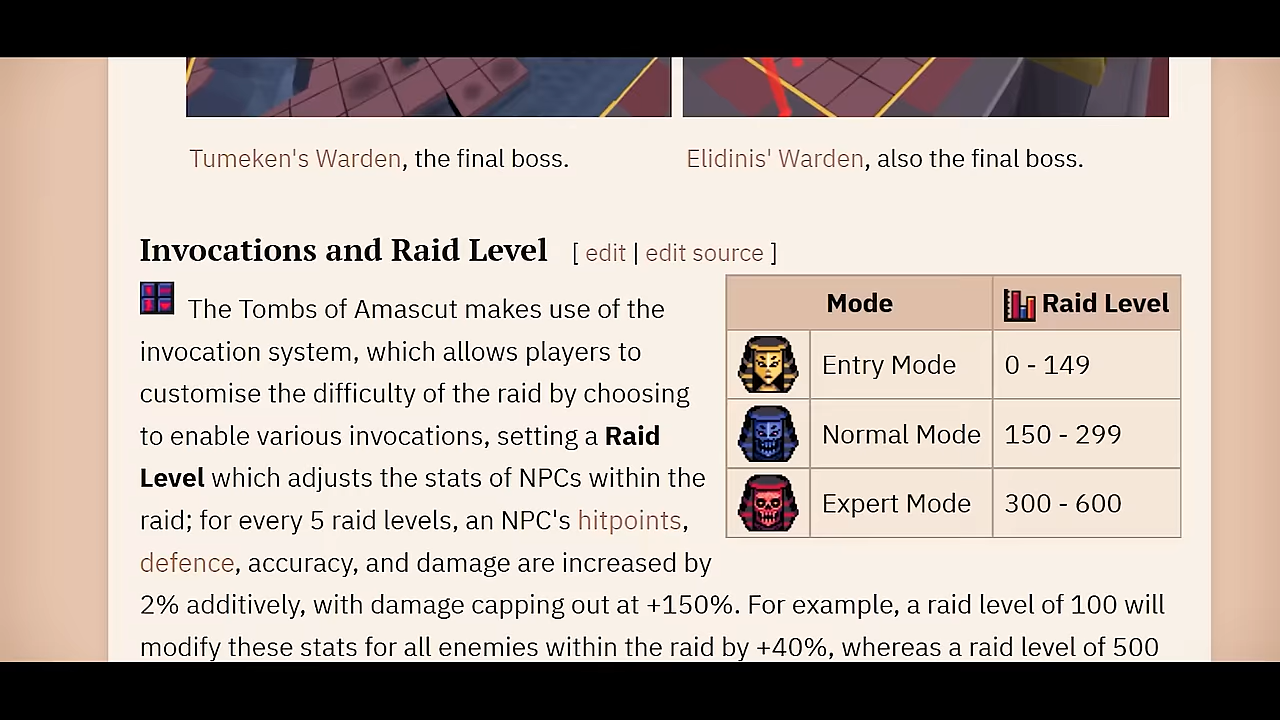 Tumeken's Warden, the final boss.
Elidinis' Warden, also the final boss.
Invocations and Raid Level [ edit | edit source ]
The Tombs of Amascut makes use of the
invocation system, which allows players to
customise the difficulty of the raid by choosing
to enable various invocations, setting a Raid
Level which adjusts the stats of NPCs within the
raid; for every 5 raid levels, an NPC's hitpoints,
defence, accuracy, and damage are increased by
2% additively, with damage capping out at +150%. For example, a raid level of 100 will
modify these stats for all enemies within the raid by +40%, whereas a raid level of 500
Mode Raid Level
Entry Mode 0 - 149
Normal Mode 150 - 299
Expert Mode 300 - 600